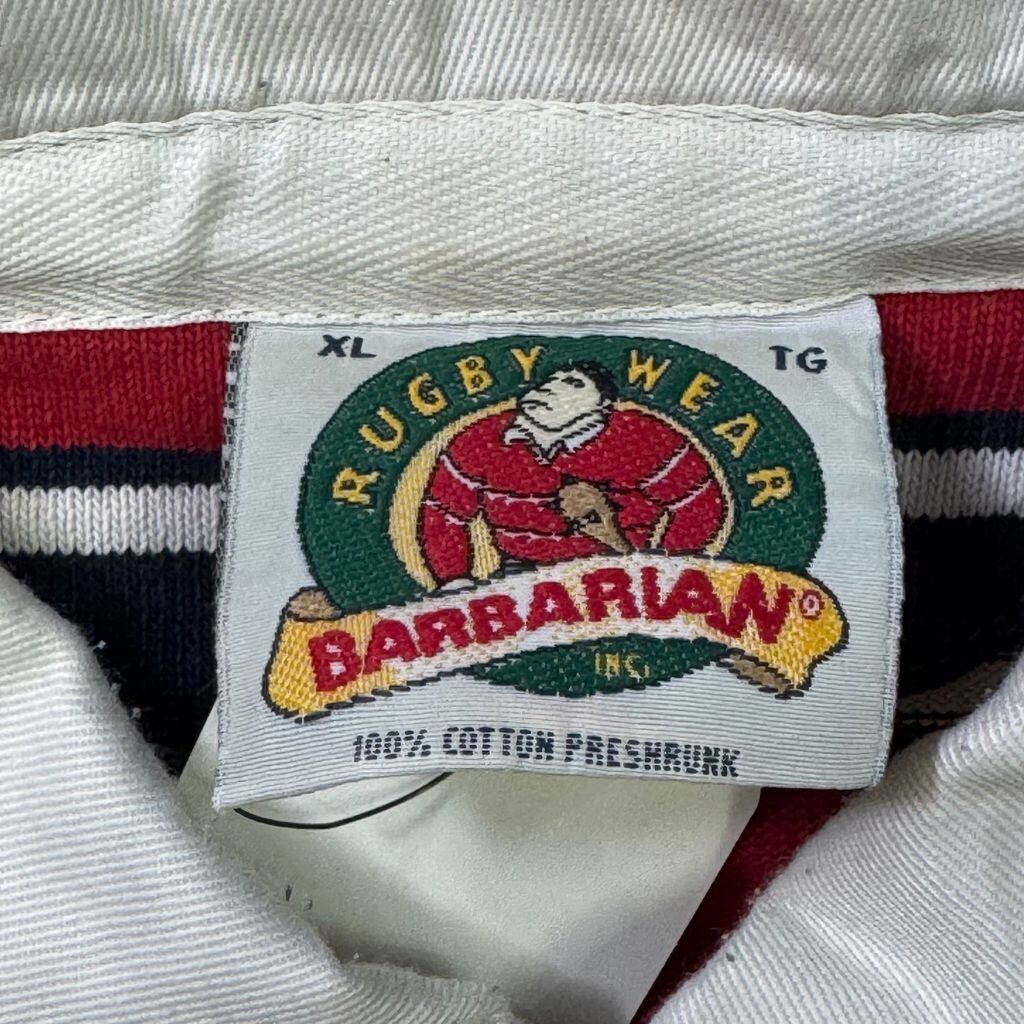 XL TG
RUGBY WEAR
BARBARIAN®
INC.
100% COTTON PRESHRUNK